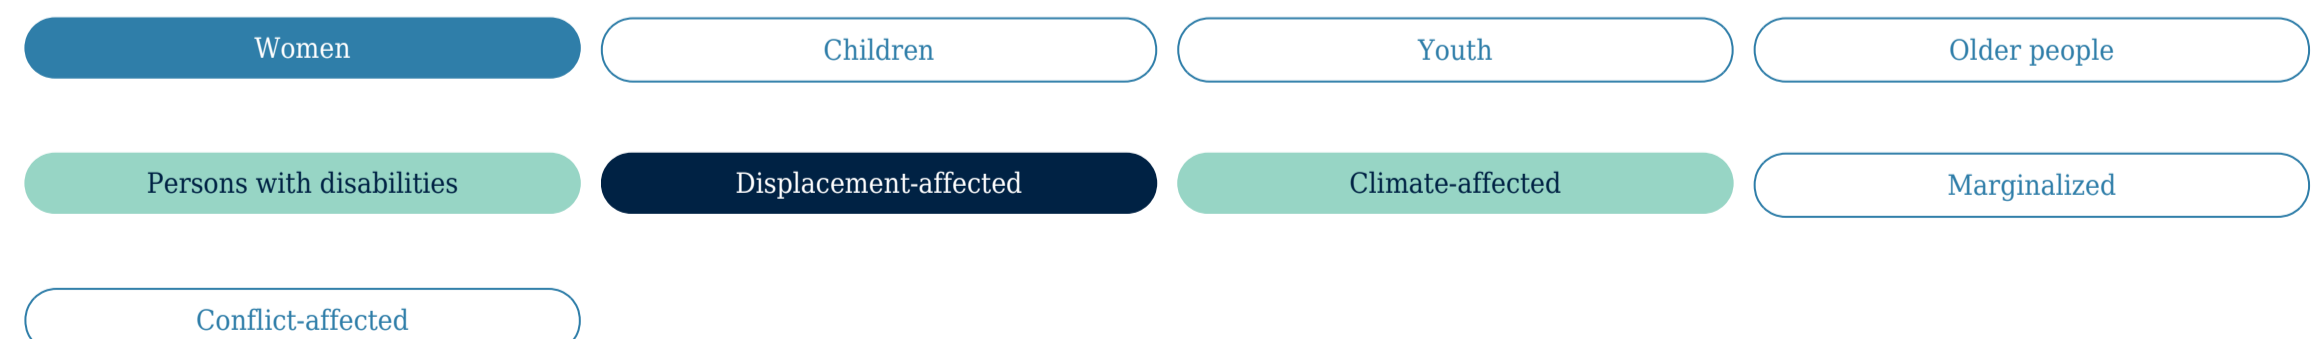 Women
Children
Youth
Older people
Persons with disabilities
Displacement-affected
Climate-affected
Marginalized
Conflict-affected